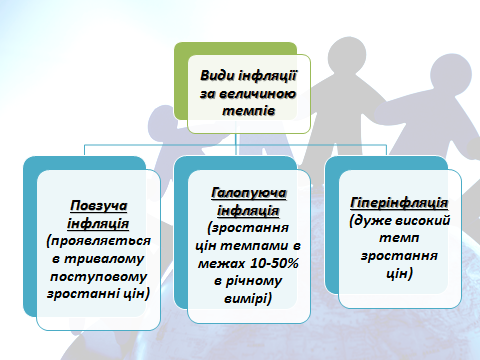 Види інфляції
за величиною
темпів
Повзуча
інфляція
(проявляється
в тривалому
поступовому
зростанні цін)
Галопуюча
інфляція
(зростання
цін темпами в
межах 10-50%
в річному
вимірі)
Гіперінфляція
(дуже високий
темп
зростання
цін)